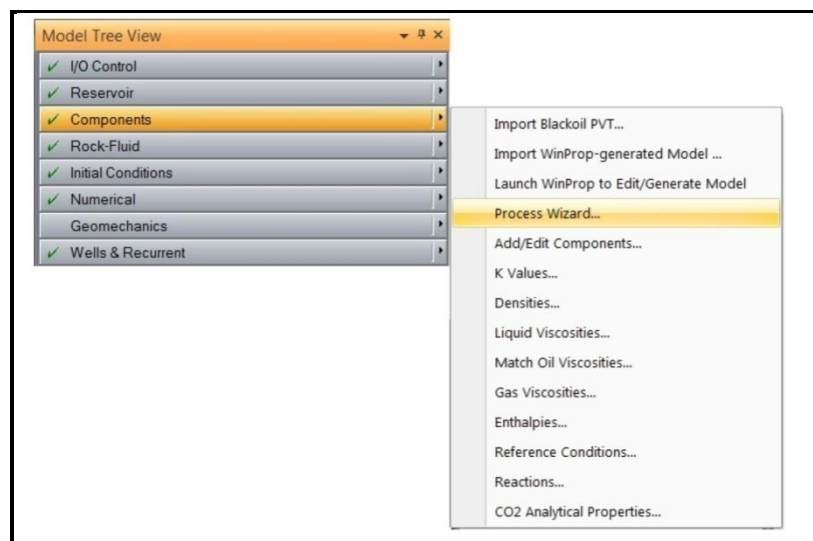 Model Tree View
I/O Control
Reservoir
Components
Rock-Fluid
Initial Conditions
Numerical
Geomechanics
Wells & Recurrent
Import Blackoil PVT...
Import WinProp-generated Model ...
Launch WinProp to Edit/Generate Model
Process Wizard...
Add/Edit Components...
K Values...
Densities...
Liquid Viscosities...
Match Oil Viscosities...
Gas Viscosities...
Enthalpies...
Reference Conditions...
Reactions...
CO2 Analytical Properties...